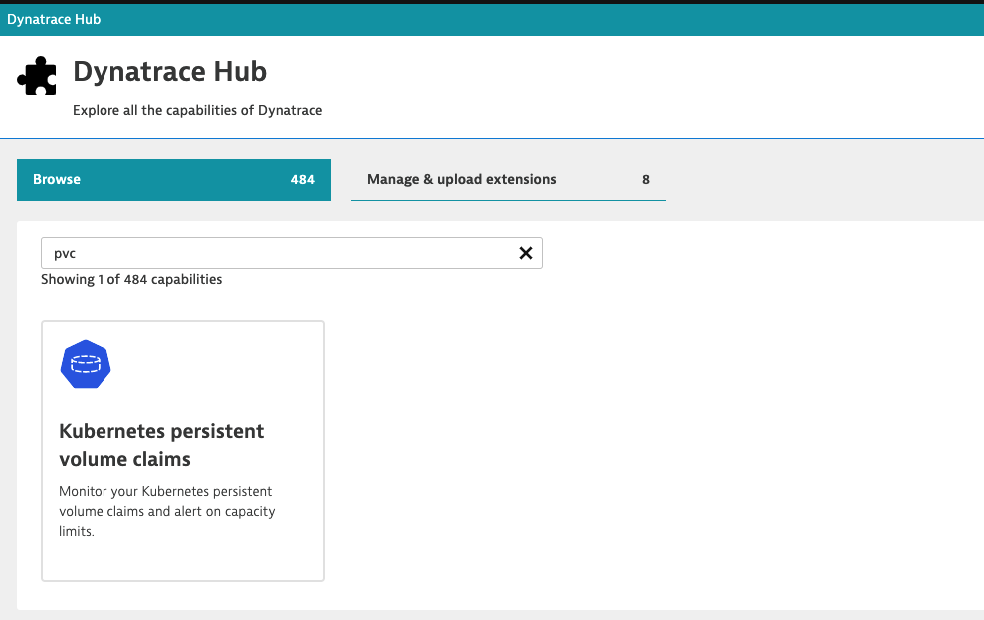 Dynatrace Hub
Dynatrace Hub
Explore all the capabilities of Dynatrace
Browse 484
Manage & upload extensions 8
pvc
Showing 1 of 484 capabilities
Kubernetes persistent
volume claims
Monitor your Kubernetes persistent
volume claims and alert on capacity
limits.